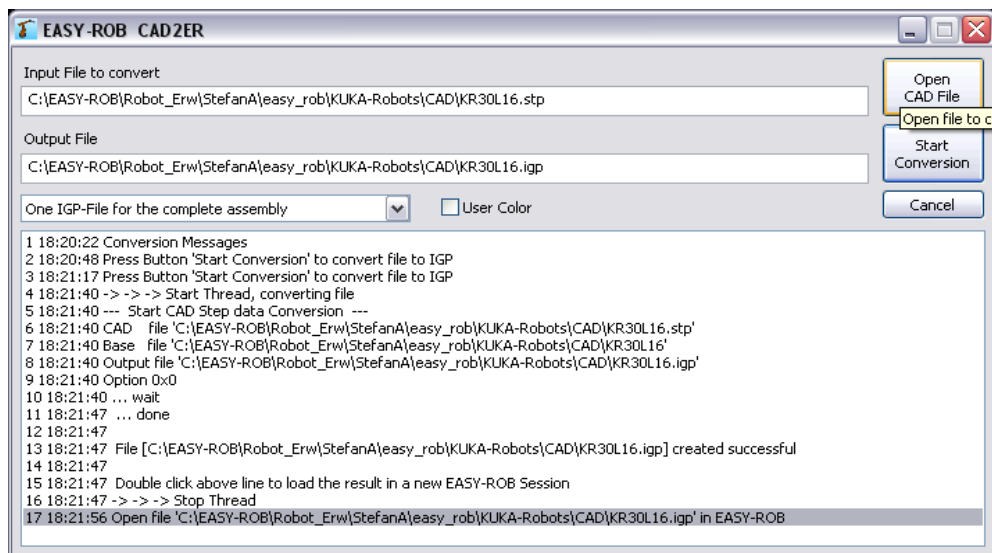 EASY-ROB CAD2ER
Input File to convert
C:\EASY-ROB\Robot_Erw\StefanA\easy_rob\KUKA-Robots\CAD\KR30L16.stp
Open
CAD File
Open file to c
Output File
C:\EASY-ROB\Robot_Erw\StefanA\easy_rob\KUKA-Robots\CAD\KR30L16.igp
Start
Conversion
One IGP-File for the complete assembly
User Color
Cancel
1 18:20:22 Conversion Messages
2 18:20:48 Press Button 'Start Conversion' to convert file to IGP
3 18:21:17 Press Button 'Start Conversion' to convert file to IGP
4 18:21:40 -> -> -> Start Thread, converting file
5 18:21:40 --- Start CAD Step data Conversion ---
6 18:21:40 CAD file 'C:\EASY-ROB\Robot_Erw\StefanA\easy_rob\KUKA-Robots\CAD\KR30L16.stp'
7 18:21:40 Base file 'C:\EASY-ROB\Robot_Erw\StefanA\easy_rob\KUKA-Robots\CAD\KR30L16'
8 18:21:40 Output file 'C:\EASY-ROB\Robot_Erw\StefanA\easy_rob\KUKA-Robots\CAD\KR30L16.igp'
9 18:21:40 Option 0x0
10 18:21:40 ... wait
11 18:21:47 ... done
12 18:21:47
13 18:21:47 File [C:\EASY-ROB\Robot_Erw\StefanA\easy_rob\KUKA-Robots\CAD\KR30L16.igp] created successful
14 18:21:47
15 18:21:47 Double click above line to load the result in a new EASY-ROB Session
16 18:21:47 -> -> -> Stop Thread
17 18:21:56 Open file 'C:\EASY-ROB\Robot_Erw\StefanA\easy_rob\KUKA-Robots\CAD\KR30L16.igp' in EASY-ROB